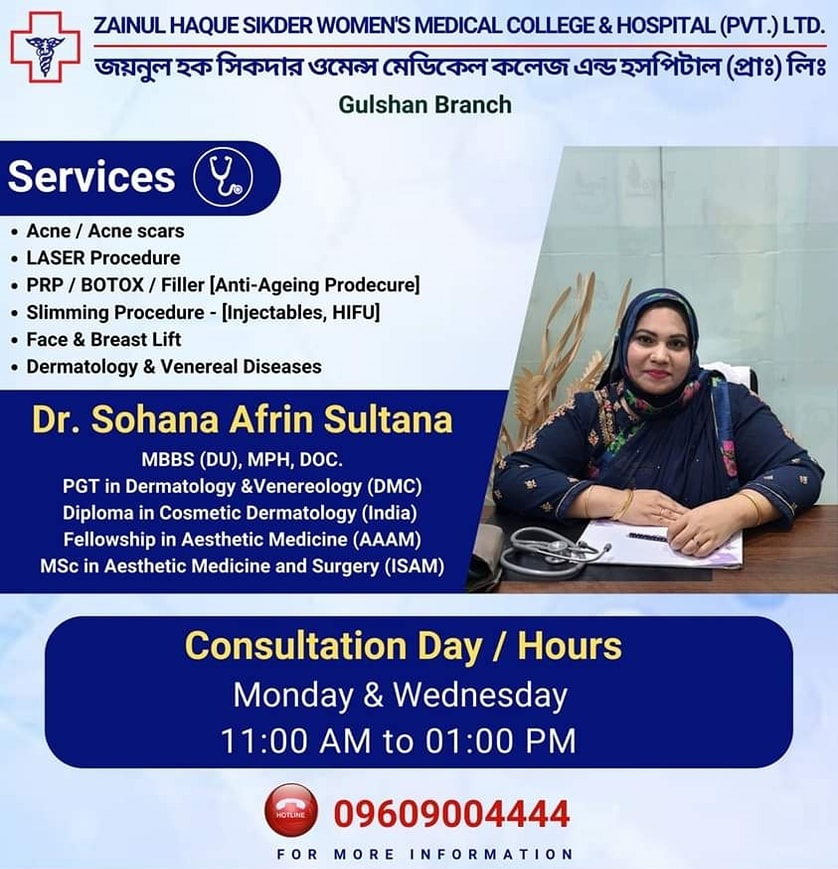 ZAINUL HAQUE SIKDER WOMEN'S MEDICAL COLLEGE & HOSPITAL (PVT.) LTD.
জয়নুল হক সিকদার ওমেন্স মেডিকেল কলেজ এন্ড হসপিটাল (প্রাঃ) লিঃ
Gulshan Branch
Services
• Acne / Acne scars
• LASER Procedure
• PRP / BOTOX / Filler [Anti-Ageing Prodecure]
• Slimming Procedure - [Injectables, HIFU]
• Face & Breast Lift
• Dermatology & Venereal Diseases
Dr. Sohana Afrin Sultana
MBBS (DU), MPH, DOC.
PGT in Dermatology &Venereology (DMC)
Diploma in Cosmetic Dermatology (India)
Fellowship in Aesthetic Medicine (AAAM)
MSc in Aesthetic Medicine and Surgery (ISAM)
Consultation Day / Hours
Monday & Wednesday
11:00 AM to 01:00 PM
HOTLINE 09609004444
FOR MORE INFORMATION